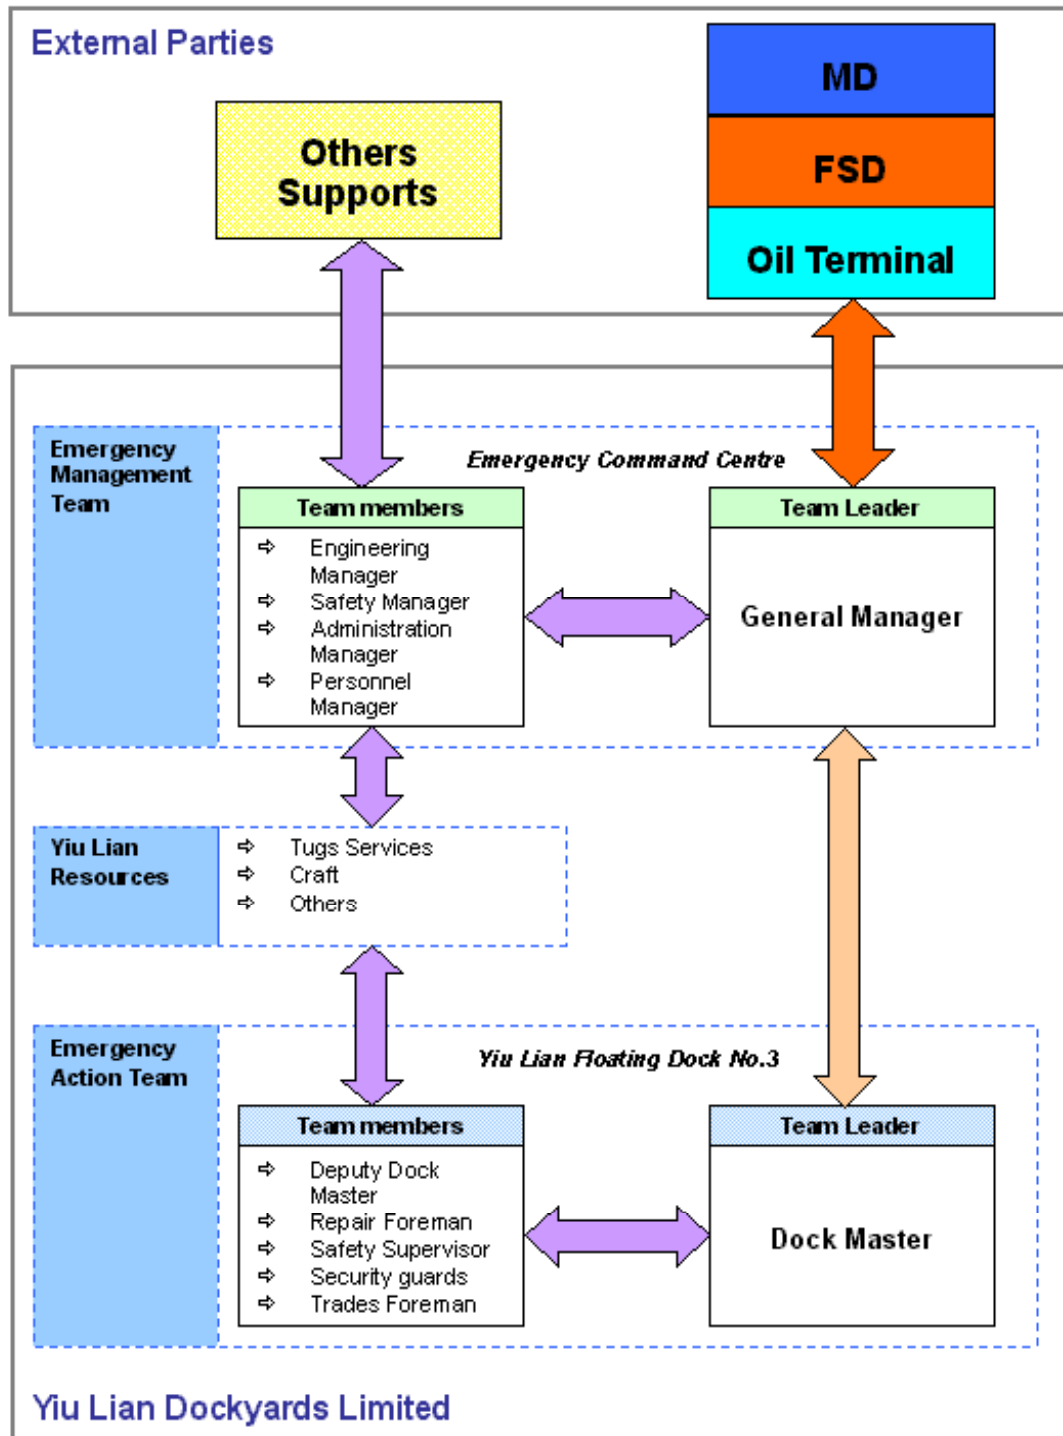 External Parties
MD
FSD
Oil Terminal
Others
Supports
Emergency
Management
Team
Emergency Command Centre
Team members
Engineering
Manager
Safety Manager
Administration
Manager
Personnel
Manager
Team Leader
General Manager
Yiu Lian
Resources
Tugs Services
Craft
Others
Emergency
Action Team
Yiu Lian Floating Dock No.3
Team members
Deputy Dock
Master
Repair Foreman
Safety Supervisor
Security guards
Trades Foreman
Team Leader
Dock Master
Yiu Lian Dockyards Limited